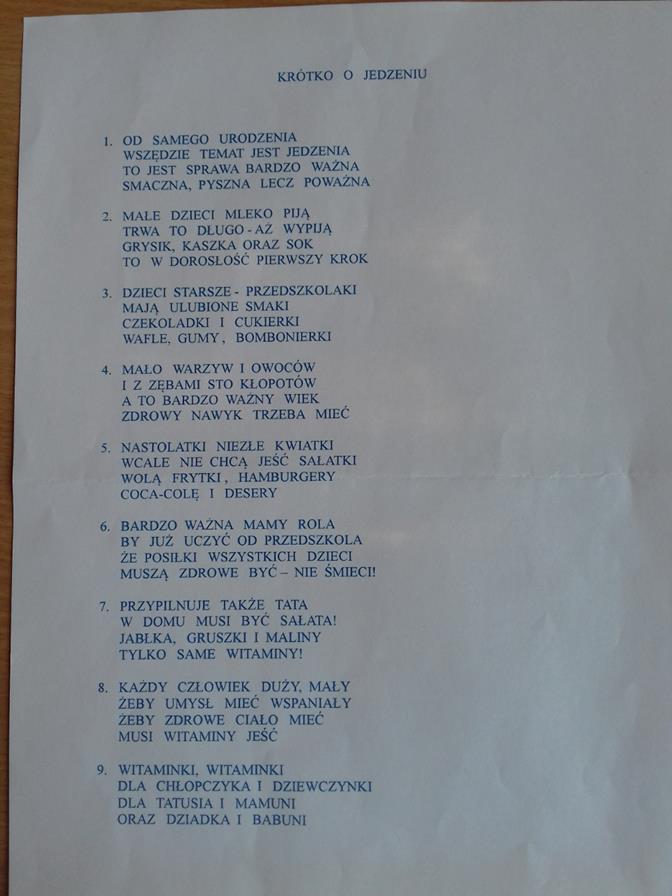 KRÓTKO O JEDZENIU
1. OD SAMEGO URODZENIA
WSZĘDZIE TEMAT JEST JEDZENIA
TO JEST SPRAWA BARDZO WAŻNA
SMACZNA, PYSZNA LECZ POWAŻNA
2. MAŁE DZIECI MLEKO PIJĄ
TRWA TO DŁUGO - AŻ WYPIJĄ
GRYSIK, KASZKA ORAZ SOK
TO W DOROSŁOŚĆ PIERWSZY KROK
3. DZIECI STARSZE - PRZEDSZKOLAKI
MAJĄ ULUBIONE SMAKI
CZEKOLADKI I CUKIERKI
WAFLE, GUMY, BOMBONIERKI
4. MAŁO WARZYW I OWOCÓW
I Z ZĘBAMI STO KŁOPOTÓW
A TO BARDZO WAŻNY WIEK
ZDROWY NAWYK TRZEBA MIEĆ
5. NASTOLATKI NIEZŁE KWIATKI
WCALE NIE CHCĄ JEŚĆ SAŁATKI
WOLĄ FRYTKI, HAMBURGERY
COCA-COLĘ I DESERY
6. BARDZO WAŻNA MAMY ROLA
BY JUŻ UCZYĆ OD PRZEDSZKOLA
ŻE POSIŁKI WSZYSTKICH DZIECI
MUSZĄ ZDROWE BYĆ – NIE ŚMIECI!
7. PRZYPILNUJE TAKŻE TATA
W DOMU MUSI BYĆ SAŁATA!
JABŁKA, GRUSZKI I MALINY
TYLKO SAME WITAMINY!
8. KAŻDY CZŁOWIEK DUŻY, MAŁY
ŻEBY UMYSŁ MIEĆ WSPANIAŁY
ŻEBY ZDROWE CIAŁO MIEĆ
MUSI WITAMINY JEŚĆ
9. WITAMINKI, WITAMINKI
DLA CHŁOPCZYKA I DZIEWCZYNKI
DLA TATUSIA I MAMUNI
ORAZ DZIADKA I BABUNI